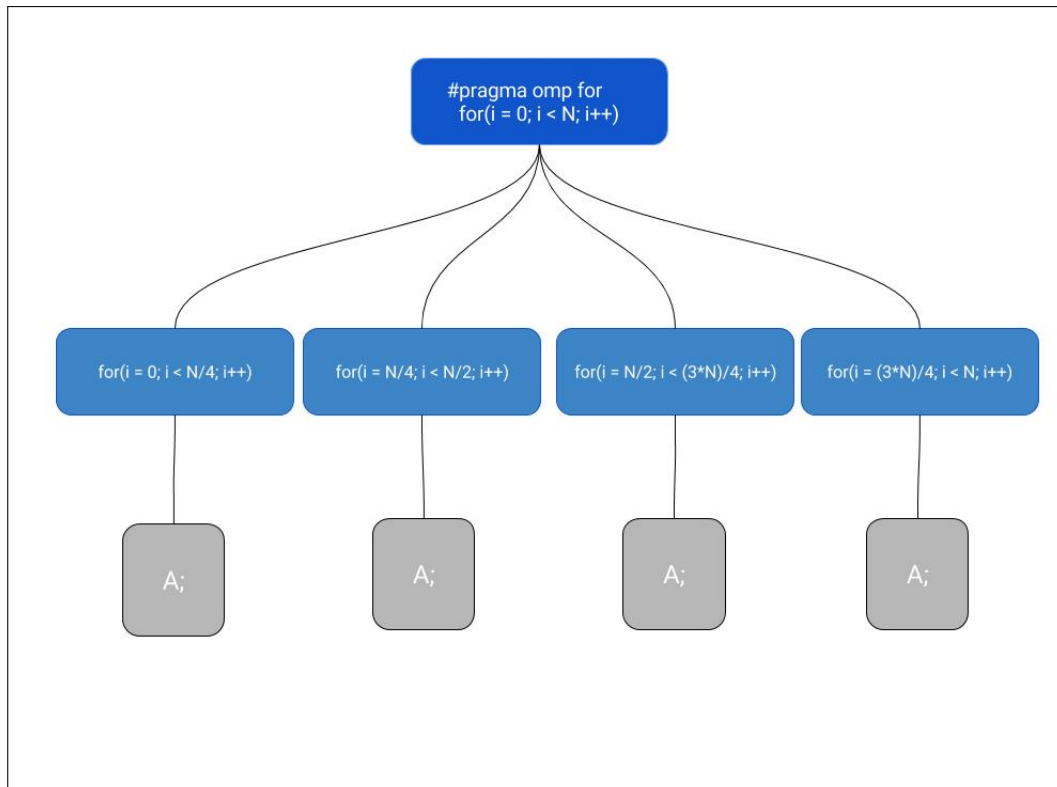 #pragma omp for
for(i = 0; i < N; i++)
for(i = 0; i < N/4; i++)
for(i = N/4; i < N/2; i++)
for(i = N/2; i < (3*N)/4; i++)
for(i = (3*N)/4; i < N; i++)
A;
A;
A;
A;